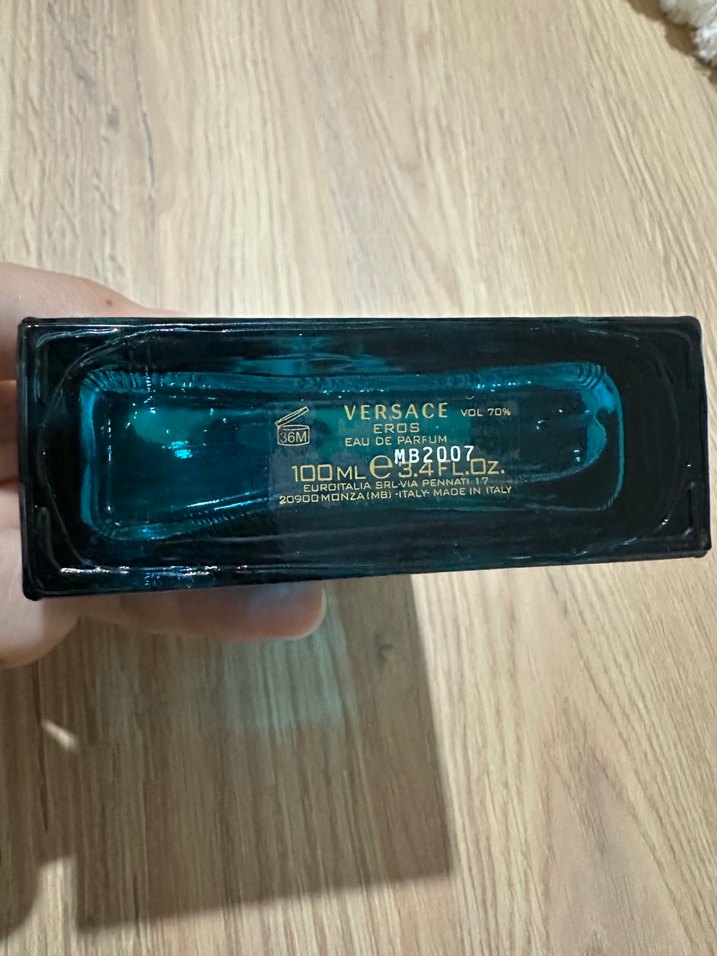 36M
VERSACE VOL 70%
EROS
EAU DE PARFUM
MB2007
100 ML e 3.4 FL.Oz.
EUROITALIA SRL-VIA PENNATI 17
20900 MONZA (MB) -ITALY- MADE IN ITALY